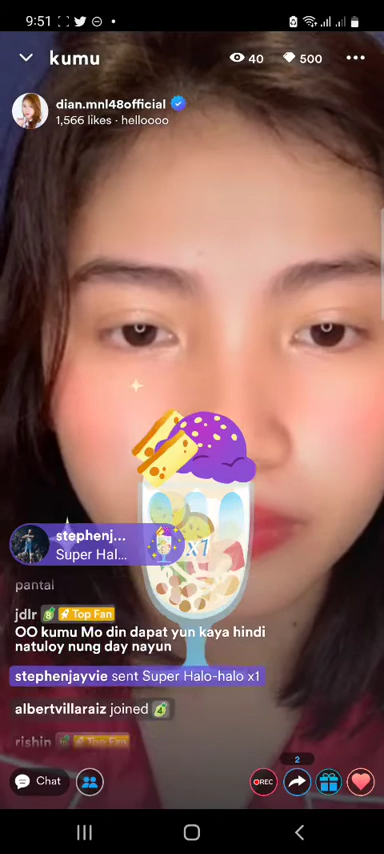 9:51
kumu
40
500
dian.mnl48official
1,566 likes · helloooo
x1
stephenj...
Super Hal...
pantal
jdlr 8 Top Fan
OO kumu Mo din dapat yun kaya hindi
natuloy nung day nayun
stephenjayvie sent Super Halo-halo x1
albertvillaraiz joined 4
rishin Top Fan
2
Chat
REC